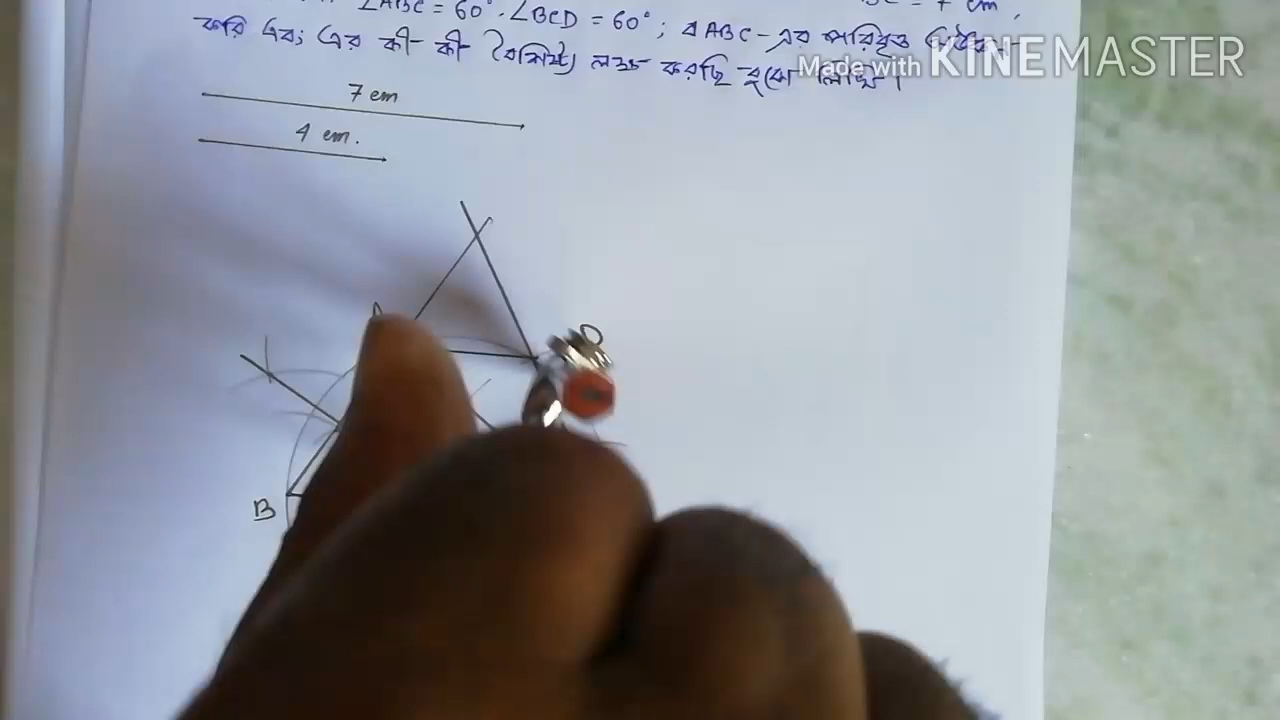 ∠ABC = 60°. ∠BCD = 60°; ΔABC-এর পরিবৃত্ত
করি এবং এর কী কী বৈশিষ্ট্য লক্ষ করছি বুঝে লিখি।
Made with KINEMASTER
7 cm
4 cm.
A
D
B